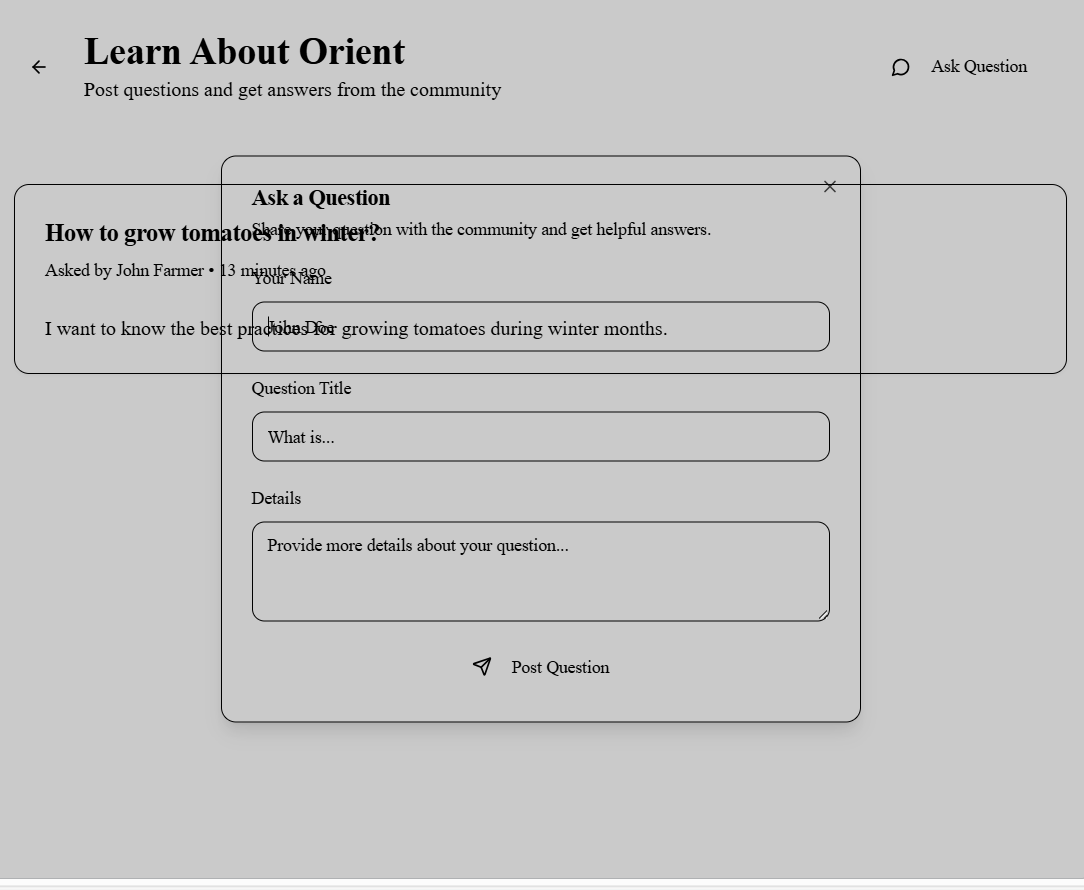 Learn About Orient
Post questions and get answers from the community
Ask Question
Ask a Question
Share your question with the community and get helpful answers.
How to grow tomatoes in winter?
Asked by John Farmer • 13 minutes ago
Your Name
John Doe
I want to know the best practices for growing tomatoes during winter months.
Question Title
What is...
Details
Provide more details about your question...
Post Question